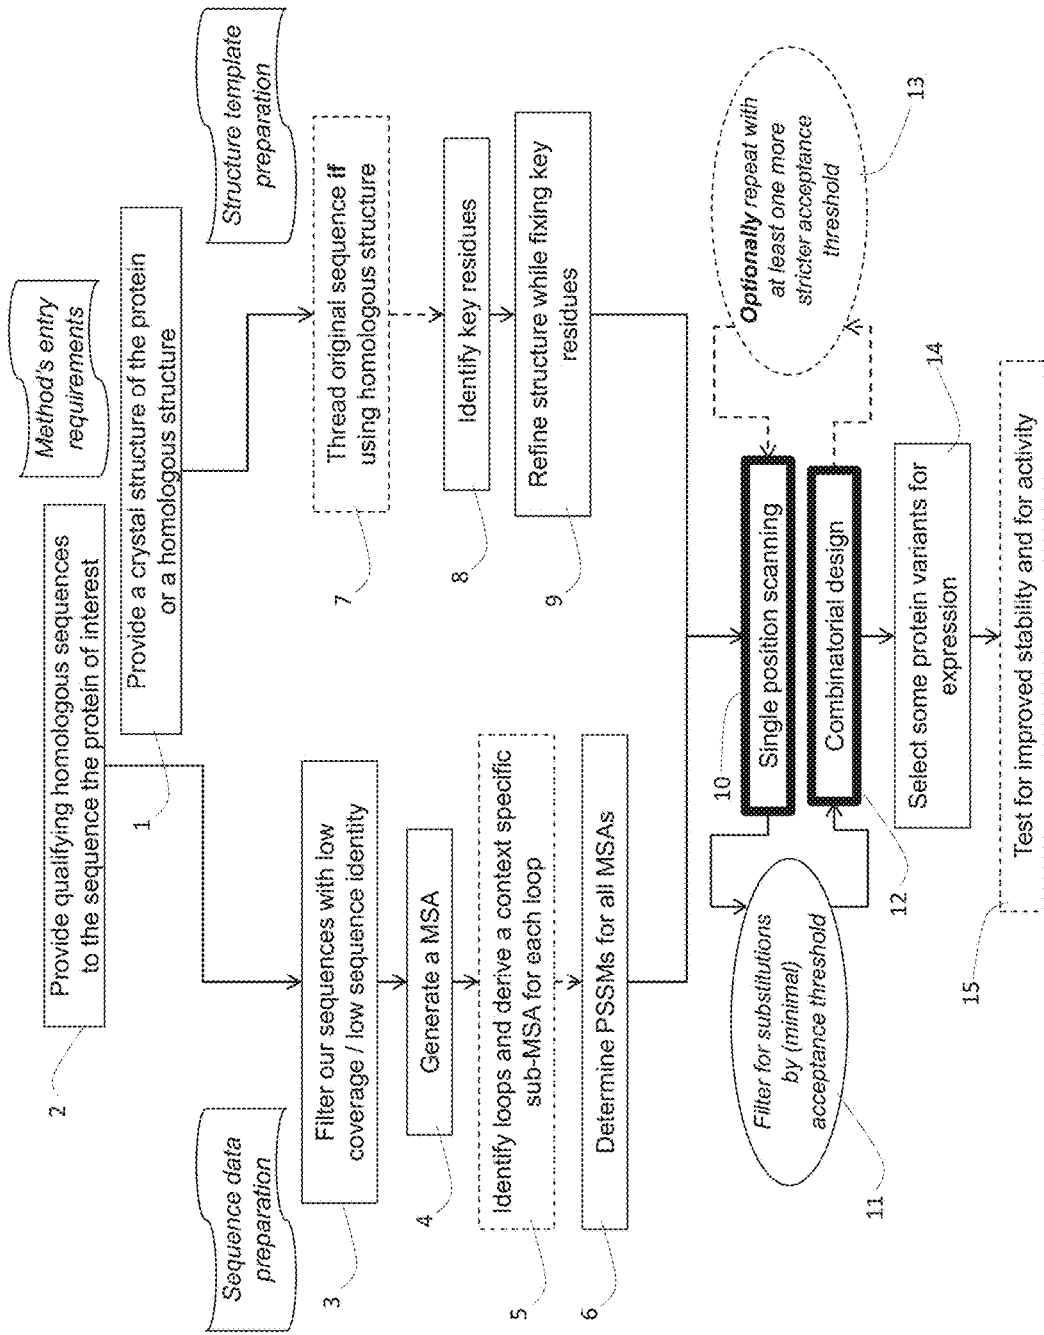 Method's entry
requirements
Provide qualifying homologous sequences
to the sequence the protein of interest
2
Provide a crystal structure of the protein
or a homologous structure
1
Sequence data
preparation
Structure template
preparation
Filter our sequences with low
coverage / low sequence identity
3
Generate a MSA
4
Identify loops and derive a context specific
sub-MSA for each loop
5
Determine PSSMs for all MSAs
6
Thread original sequence if
using homologous structure
7
Identify key residues
8
Refine structure while fixing key
residues
9
Single position scanning
10
Filter for substitutions
by (minimal)
acceptance threshold
11
Combinatorial design
12
Optionally repeat with
at least one more
stricter acceptance
threshold
13
Select some protein variants for
expression
14
Test for improved stability and for activity
15